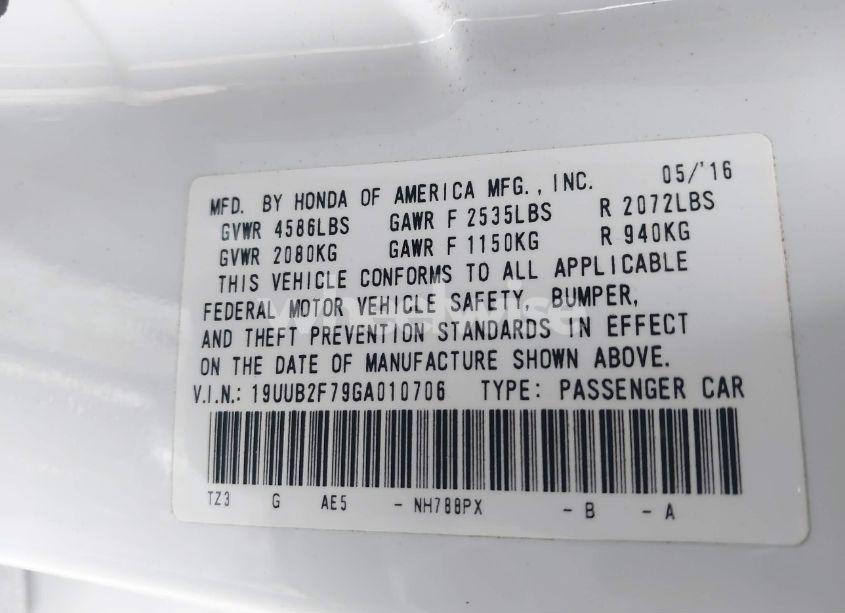 MFD. BY HONDA OF AMERICA MFG., INC. 05/'16
GVWR 4586LBS GAWR F 2535LBS R 2072LBS
GVWR 2080KG GAWR F 1150KG R 940KG
THIS VEHICLE CONFORMS TO ALL APPLICABLE
FEDERAL MOTOR VEHICLE SAFETY, BUMPER,
AND THEFT PREVENTION STANDARDS IN EFFECT
ON THE DATE OF MANUFACTURE SHOWN ABOVE.
V.I.N.: 19UUB2F79GA010706 TYPE: PASSENGER CAR
TZ3 G AE5 - NH788PX - B - A